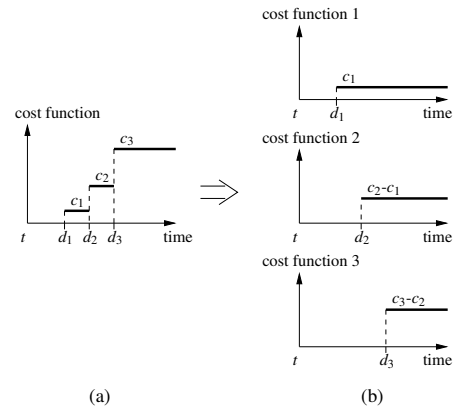 cost function
c3
c2
c1
t d1 d2 d3 time
(a)
cost function 1
c1
t d1 time
cost function 2
c2-c1
t d2 time
cost function 3
c3-c2
t d3 time
(b)